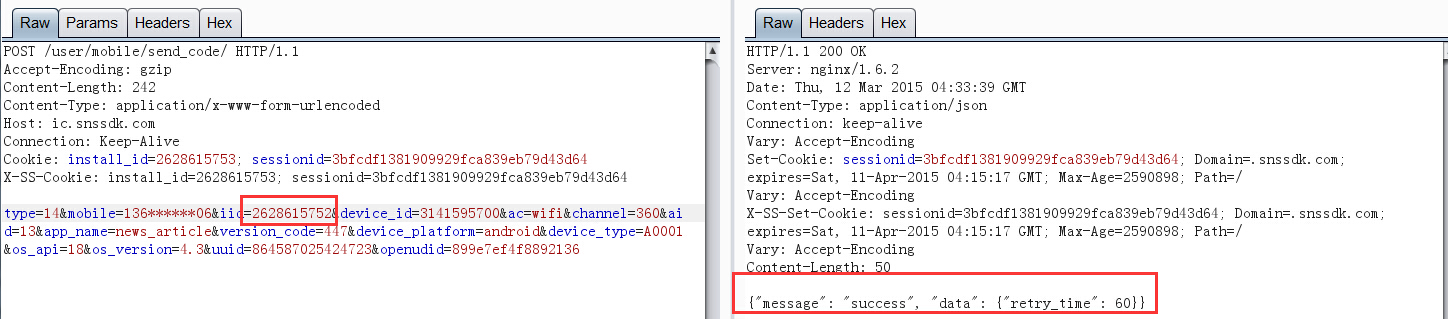 Raw Params Headers Hex
POST /user/mobile/send_code/ HTTP/1.1
Accept-Encoding: gzip
Content-Length: 242
Content-Type: application/x-www-form-urlencoded
Host: ic.snssdk.com
Connection: Keep-Alive
Cookie: install_id=2628615753; sessionid=3bfcdf1381909929fca839eb79d43d64
X-SS-Cookie: install_id=2628615753; sessionid=3bfcdf1381909929fca839eb79d43d64
type=14&mobile=136******06&iid=2628615752&device_id=3141595700&ac=wifi&channel=360&ai
d=13&app_name=news_article&version_code=447&device_platform=android&device_type=A0001
&os_api=18&os_version=4.3&uuid=864587025424723&openudid=899e7ef4f8892136
Raw Headers Hex
HTTP/1.1 200 OK
Server: nginx/1.6.2
Date: Thu, 12 Mar 2015 04:33:39 GMT
Content-Type: application/json
Connection: keep-alive
Vary: Accept-Encoding
Set-Cookie: sessionid=3bfcdf1381909929fca839eb79d43d64; Domain=.snssdk.com;
expires=Sat, 11-Apr-2015 04:15:17 GMT; Max-Age=2590898; Path=/
Vary: Accept-Encoding
X-SS-Set-Cookie: sessionid=3bfcdf1381909929fca839eb79d43d64; Domain=.snssdk.com;
expires=Sat, 11-Apr-2015 04:15:17 GMT; Max-Age=2590898; Path=/
Vary: Accept-Encoding
Content-Length: 50
{"message": "success", "data": {"retry_time": 60}}